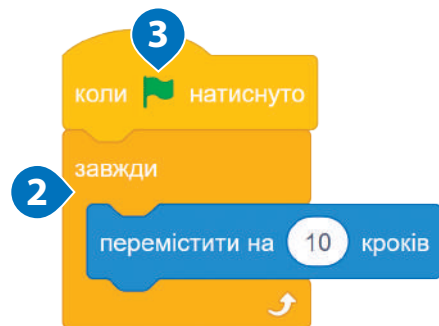 3
коли натиснуто
завжди
2
перемістити на 10 кроків